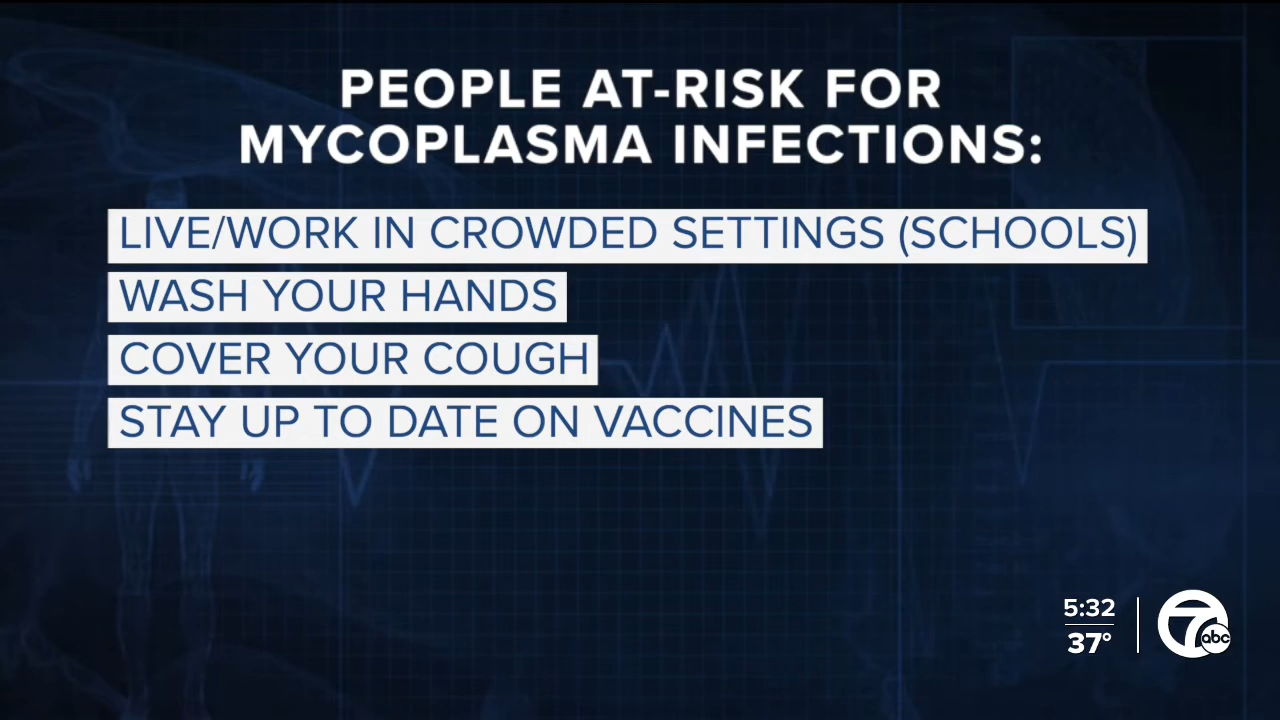 PEOPLE AT-RISK FOR
MYCOPLASMA INFECTIONS:
LIVE/WORK IN CROWDED SETTINGS (SCHOOLS)
WASH YOUR HANDS
COVER YOUR COUGH
STAY UP TO DATE ON VACCINES
5:32
37°
7 abc